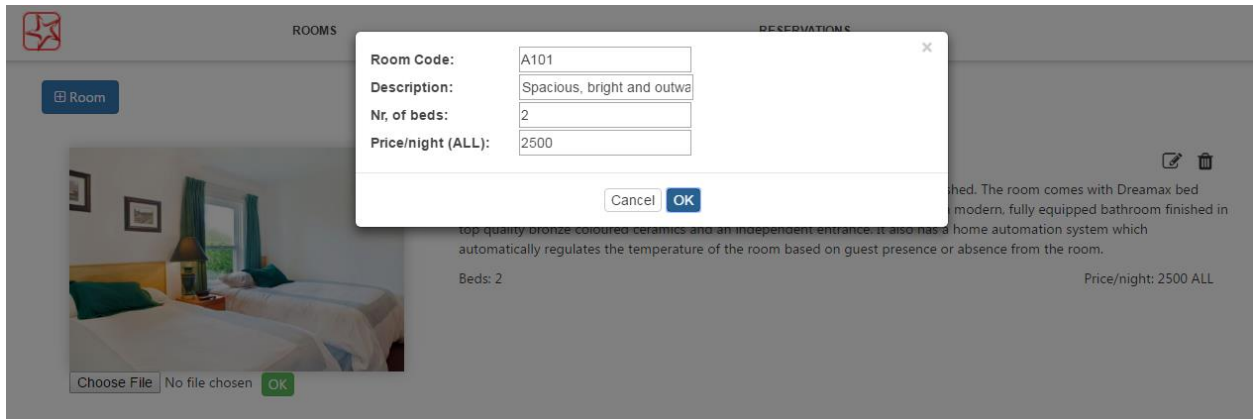 ROOMS
RESERVATIONS
×
Room Code: A101
Description: Spacious, bright and outwa
Nr, of beds: 2
Price/night (ALL): 2500
Cancel OK
Room
shed. The room comes with Dreamax bed
modern, fully equipped bathroom finished in
top quality bronze coloured ceramics and an independent entrance. It also has a home automation system which
automatically regulates the temperature of the room based on guest presence or absence from the room.
Beds: 2
Price/night: 2500 ALL
Choose File No file chosen OK